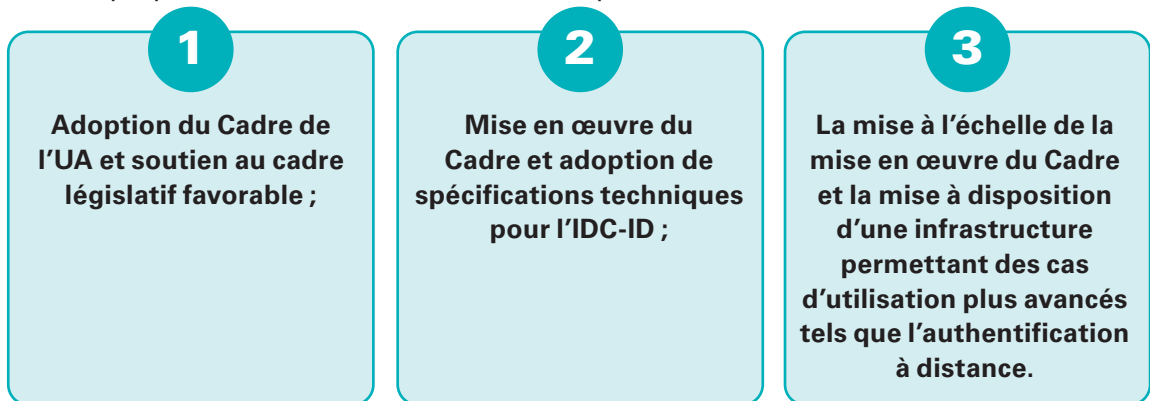 1
Adoption du Cadre de
l’UA et soutien au cadre
législatif favorable ;
2
Mise en œuvre du
Cadre et adoption de
spécifications techniques
pour l’IDC-ID ;
3
La mise à l’échelle de la
mise en œuvre du Cadre
et la mise à disposition
d’une infrastructure
permettant des cas
d’utilisation plus avancés
tels que l’authentification
à distance.